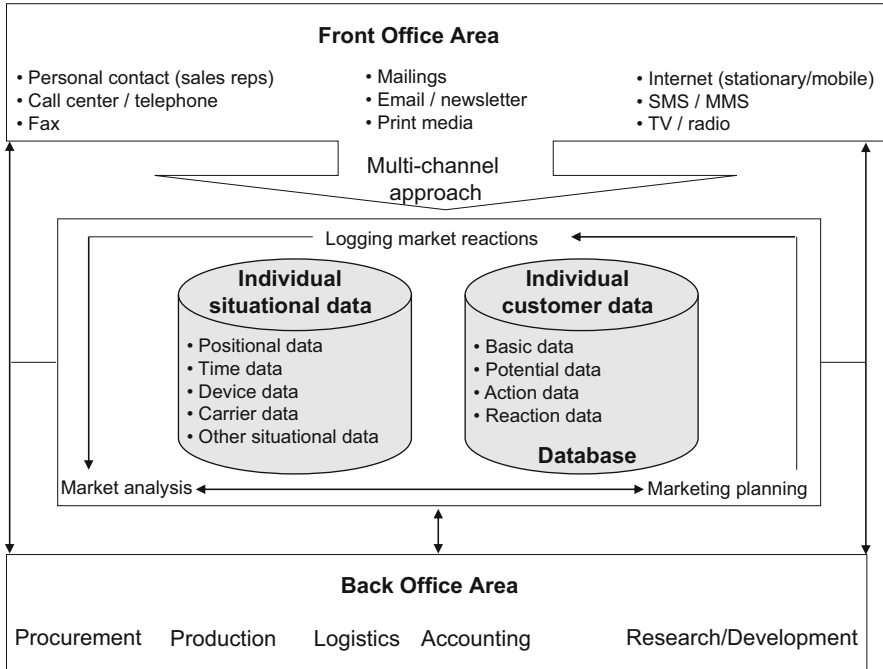 Front Office Area
• Personal contact (sales reps)
• Call center / telephone
• Fax
• Mailings
• Email / newsletter
• Print media
• Internet (stationary/mobile)
• SMS / MMS
• TV / radio
Multi-channel
approach
Logging market reactions
Individual
situational data
• Positional data
• Time data
• Device data
• Carrier data
• Other situational data
Individual
customer data
• Basic data
• Potential data
• Action data
• Reaction data
Database
Market analysis
Marketing planning
Back Office Area
Procurement Production Logistics Accounting Research/Development